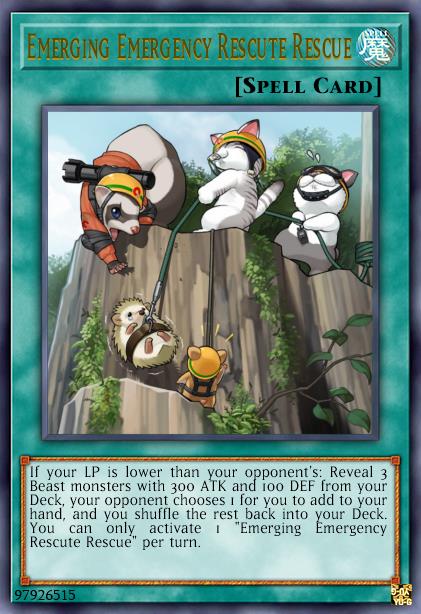 Emerging Emergency Rescute Rescue
SPELL 魔
[Spell Card]
If your LP is lower than your opponent's: Reveal 3
Beast monsters with 300 ATK and 100 DEF from your
Deck, your opponent chooses 1 for you to add to your
hand, and you shuffle the rest back into your Deck.
You can only activate 1 "Emerging Emergency
Rescute Rescue" per turn.
97926515